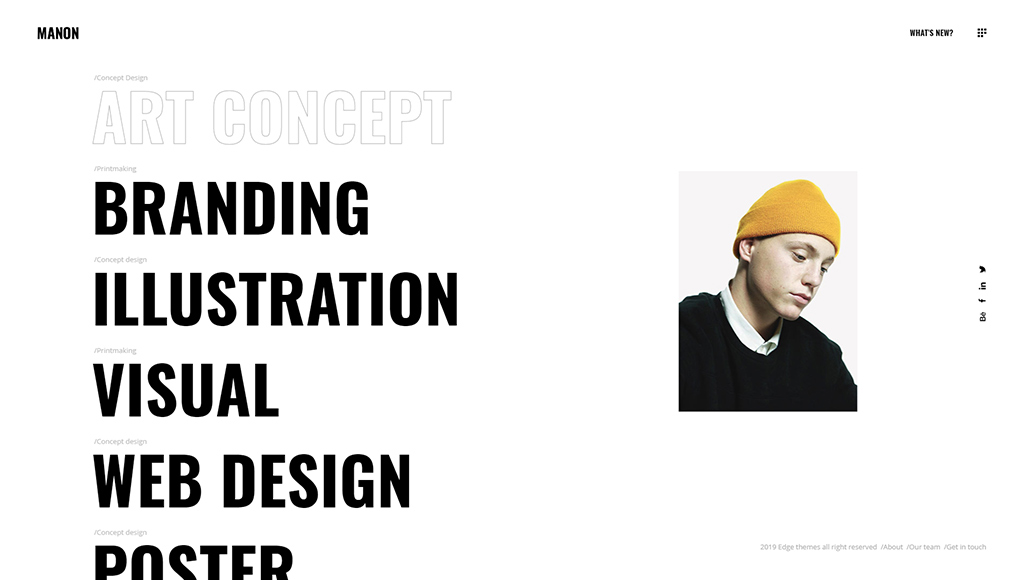 MANON
WHAT'S NEW?
/Concept Design
ART CONCEPT
/Printmaking
BRANDING
/Concept design
ILLUSTRATION
/Printmaking
VISUAL
/Concept design
WEB DESIGN
/Concept design
POSTER
in
f
Bē
2019 Edge themes all right reserved /About /Our team /Get in touch